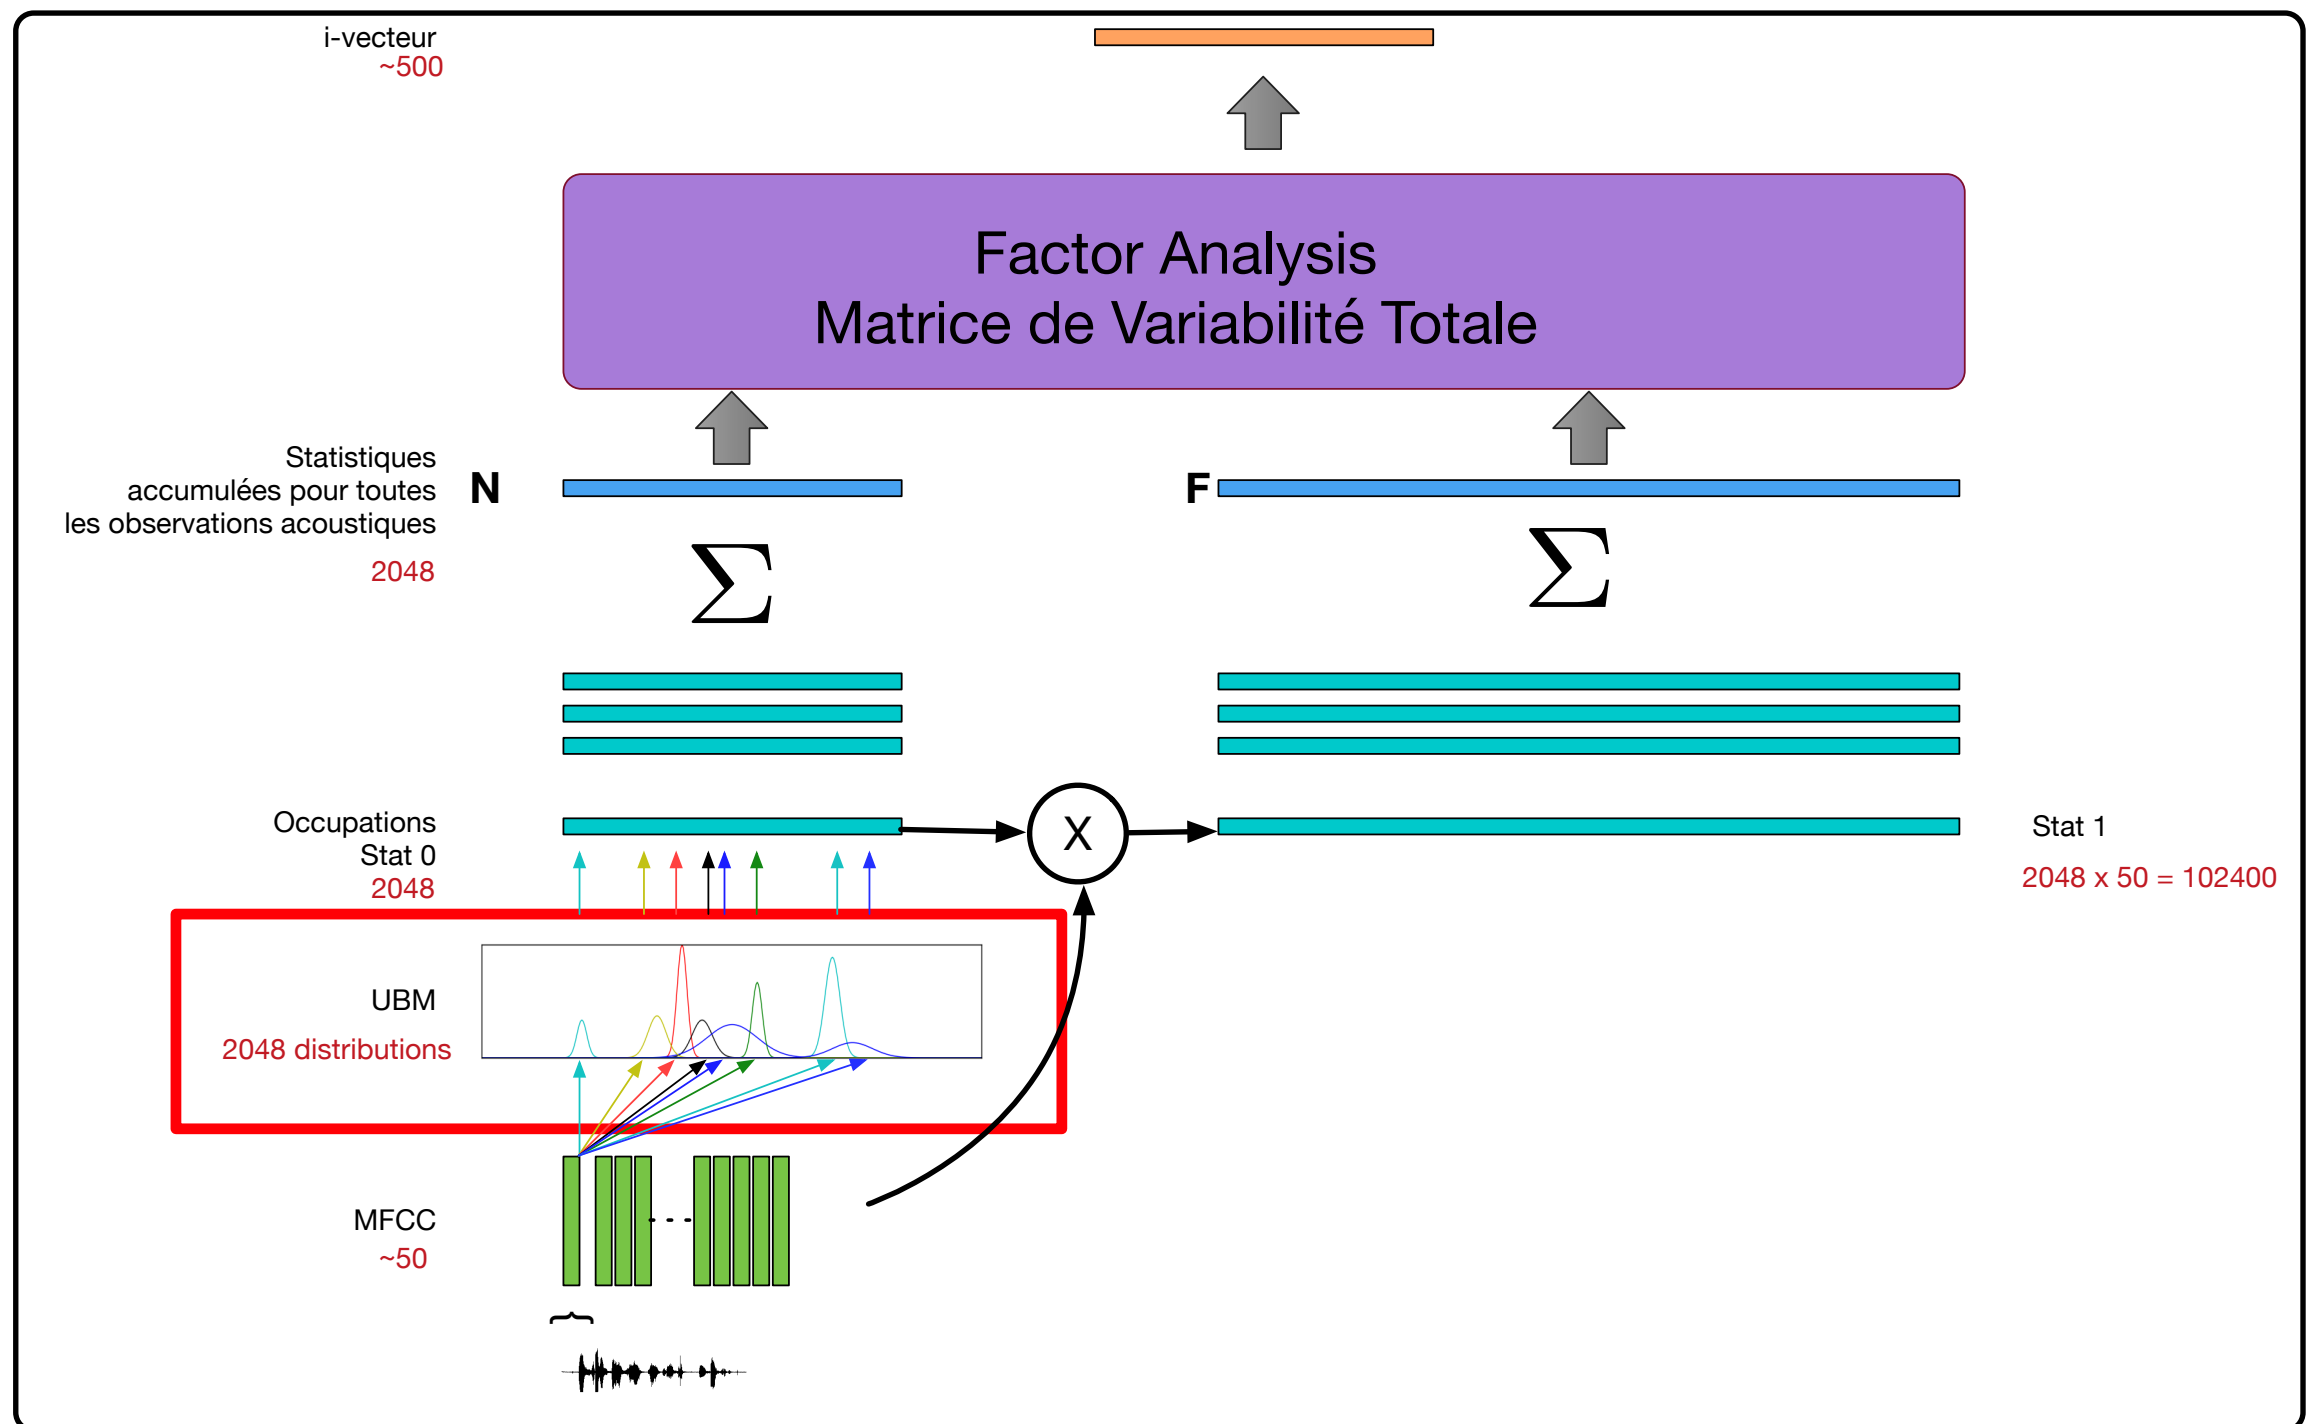 i-vecteur
~500
Factor Analysis
Matrice de Variabilité Totale
Statistiques
accumulées pour toutes
les observations acoustiques
2048
N
F
Σ
Σ
Occupations
Stat 0
2048
X
Stat 1
2048 x 50 = 102400
UBM
2048 distributions
MFCC
~50